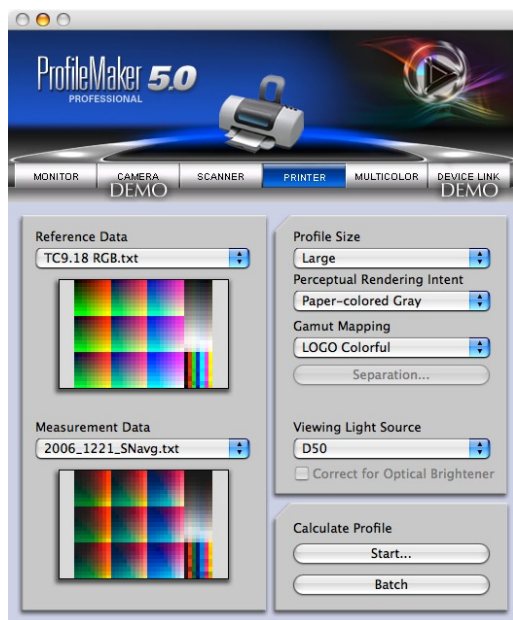 ProfileMaker 5.0
PROFESSIONAL
MONITOR CAMERA SCANNER PRINTER MULTICOLOR DEVICE LINK
DEMO DEMO
Reference Data
TC9.18 RGB.txt
Measurement Data
2006_1221_SNavg.txt
Profile Size
Large
Perceptual Rendering Intent
Paper-colored Gray
Gamut Mapping
LOGO Colorful
Separation...
Viewing Light Source
D50
Correct for Optical Brightener
Calculate Profile
Start...
Batch